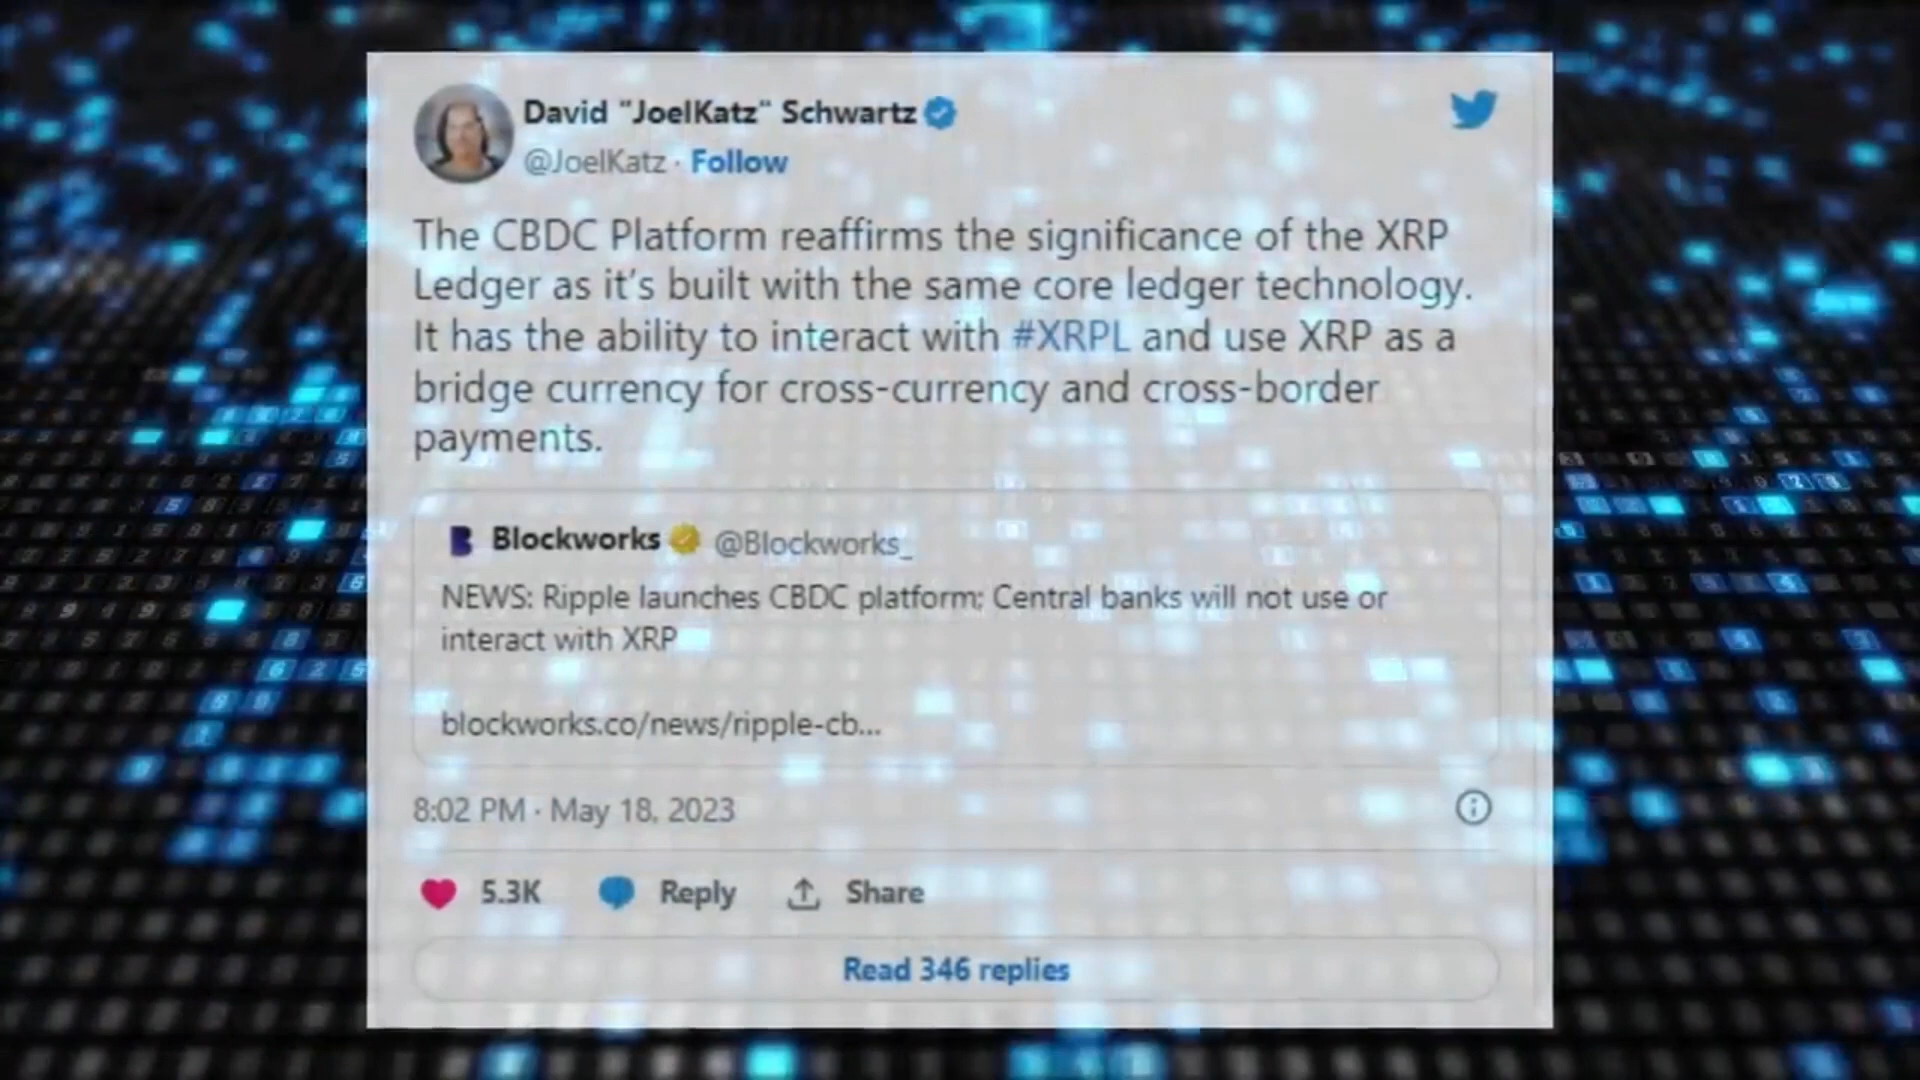 David "JoelKatz" Schwartz
@JoelKatz · Follow
The CBDC Platform reaffirms the significance of the XRP
Ledger as it's built with the same core ledger technology.
It has the ability to interact with #XRPL and use XRP as a
bridge currency for cross-currency and cross-border
payments.
Blockworks @Blockworks_
NEWS: Ripple launches CBDC platform; Central banks will not use or
interact with XRP
blockworks.co/news/ripple-cb...
8:02 PM · May 18, 2023
5.3K Reply Share
Read 346 replies